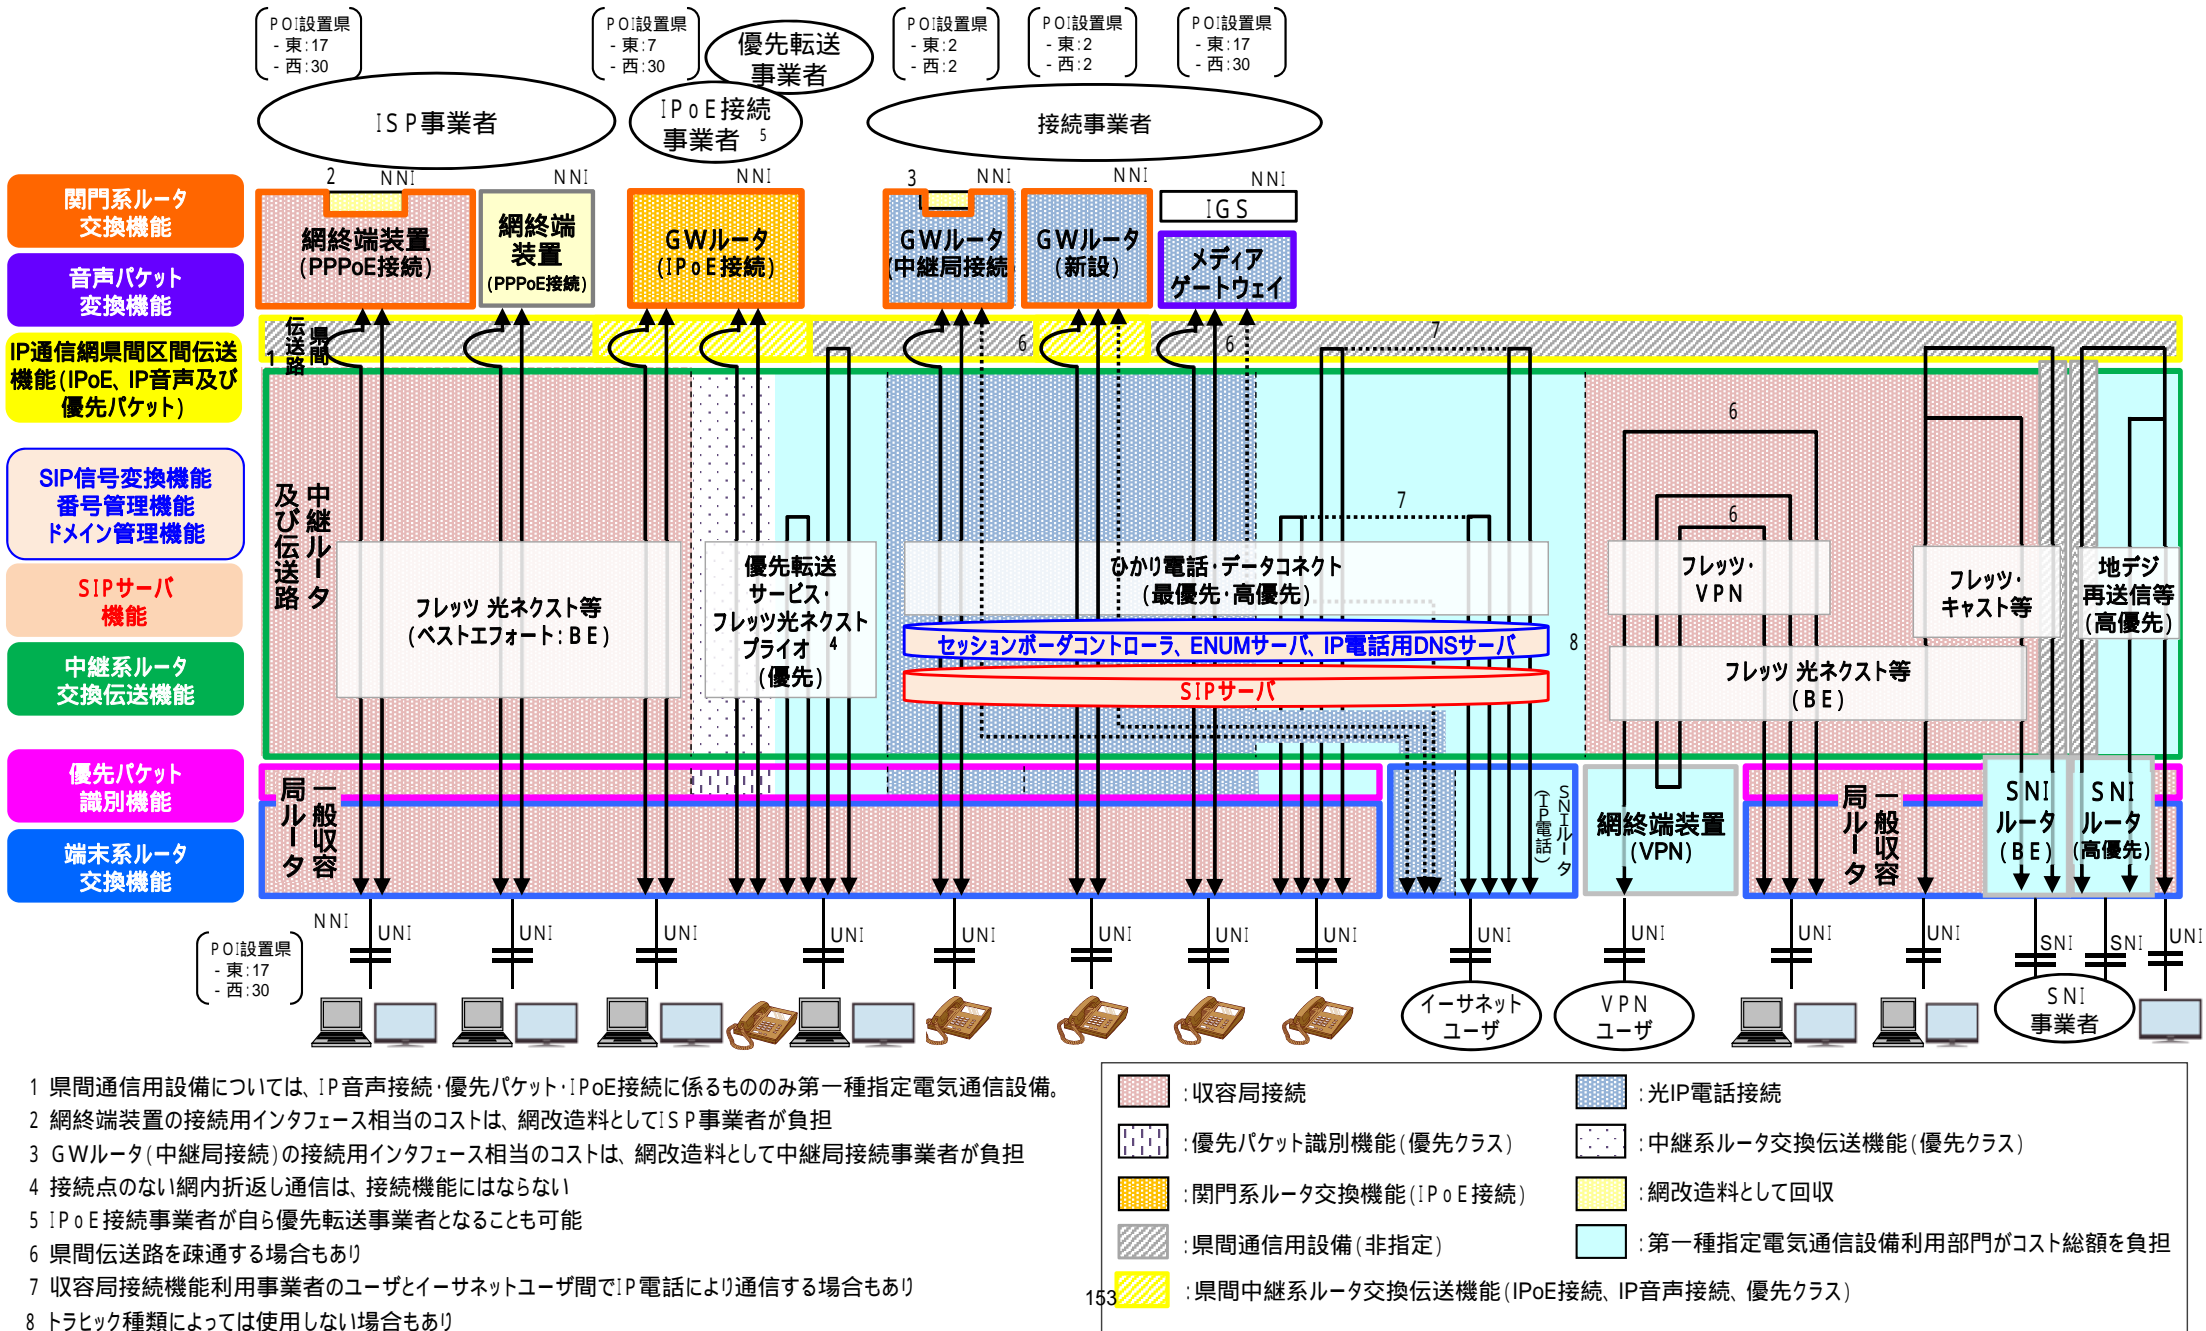 POI設置県
- 東:17
- 西:30
POI設置県
- 東:7
- 西:30
優先転送
事業者
POI設置県
- 東:2
- 西:2
POI設置県
- 東:2
- 西:2
POI設置県
- 東:17
- 西:30
ISP事業者
IPoE接続
事業者 5
接続事業者
関門系ルータ
交換機能
音声パケット
変換機能
IP通信網県間区間伝送
機能(IPoE、IP音声及び
優先パケット)
SIP信号変換機能
番号管理機能
ドメイン管理機能
SIPサーバ
機能
中継系ルータ
交換伝送機能
優先パケット
識別機能
端末系ルータ
交換機能
2 NNI
NNI
NNI
3 NNI
NNI
NNI
網終端装置
(PPPoE接続)
網終端
装置
(PPPoE接続)
GWルータ
(IPoE接続)
GWルータ
(中継局接続)
GWルータ
(新設)
IGS
メディア
ゲートウェイ
1
県間
伝送路
6
6
7
中継ルータ
及び伝送路
6
6
7
フレッツ 光ネクスト等
(ベストエフォート:BE)
優先転送
サービス・
フレッツ光ネクスト
プライオ 4
(優先)
ひかり電話・データコネクト
(最優先・高優先)
セッションボーダコントローラ、ENUMサーバ、IP電話用DNSサーバ
8
SIPサーバ
フレッツ・
VPN
フレッツ・
キャスト等
地デジ
再送信等
(高優先)
フレッツ 光ネクスト等
(BE)
一般収容
局ルータ
SNIルータ
(IP電話)
網終端装置
(VPN)
一般収容
局ルータ
SNI
ルータ
(BE)
SNI
ルータ
(高優先)
NNI
POI設置県
- 東:17
- 西:30
UNI
UNI
UNI
UNI
UNI
UNI
UNI
UNI
UNI
UNI
UNI
UNI
SNI
SNI
UNI
イーサネット
ユーザ
VPN
ユーザ
SNI
事業者
1 県間通信用設備については、IP音声接続・優先パケット・IPoE接続に係るもののみ第一種指定電気通信設備。
2 網終端装置の接続用インタフェース相当のコストは、網改造料としてISP事業者が負担
3 GWルータ(中継局接続)の接続用インタフェース相当のコストは、網改造料として中継局接続事業者が負担
4 接続点のない網内折返し通信は、接続機能にはならない
5 IPoE接続事業者が自ら優先転送事業者となることも可能
6 県間伝送路を疎通する場合もあり
7 収容局接続機能利用事業者のユーザとイーサネットユーザ間でIP電話により通信する場合もあり
8 トラヒック種類によっては使用しない場合もあり
:収容局接続
:光IP電話接続
:優先パケット識別機能(優先クラス)
:中継系ルータ交換伝送機能(優先クラス)
:関門系ルータ交換機能(IPoE接続)
:網改造料として回収
:県間通信用設備(非指定)
:第一種指定電気通信設備利用部門がコスト総額を負担
:県間中継系ルータ交換伝送機能(IPoE接続、IP音声接続、優先クラス)
153